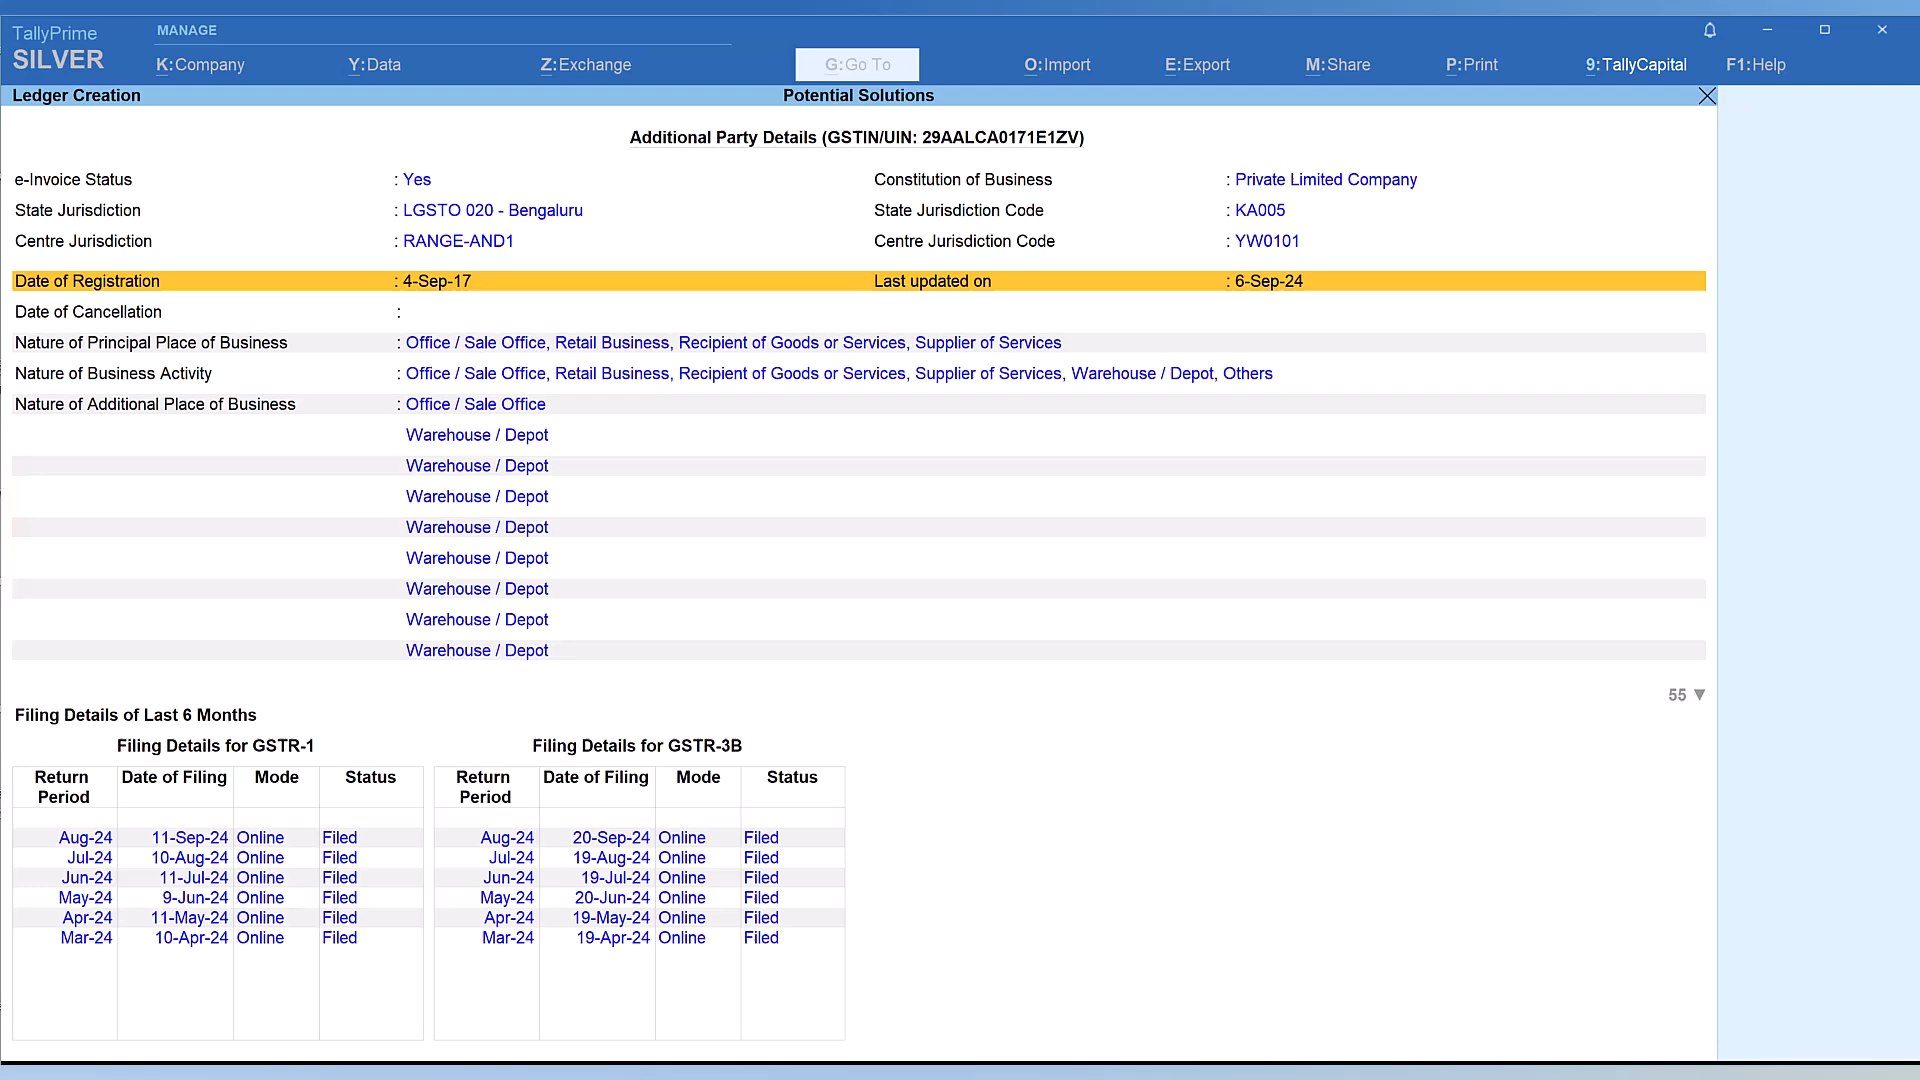 TallyPrime
SILVER
MANAGE
K:Company Y:Data Z:Exchange G:Go To O:Import E:Export M:Share P:Print 9:TallyCapital F1:Help
Ledger Creation Potential Solutions
Additional Party Details (GSTIN/UIN: 29AALCA0171E1ZV)
e-Invoice Status : Yes Constitution of Business : Private Limited Company
State Jurisdiction : LGSTO 020 - Bengaluru State Jurisdiction Code : KA005
Centre Jurisdiction : RANGE-AND1 Centre Jurisdiction Code : YW0101
Date of Registration : 4-Sep-17 Last updated on : 6-Sep-24
Date of Cancellation :
Nature of Principal Place of Business : Office / Sale Office, Retail Business, Recipient of Goods or Services, Supplier of Services
Nature of Business Activity : Office / Sale Office, Retail Business, Recipient of Goods or Services, Supplier of Services, Warehouse / Depot, Others
Nature of Additional Place of Business : Office / Sale Office
Warehouse / Depot
Warehouse / Depot
Warehouse / Depot
Warehouse / Depot
Warehouse / Depot
Warehouse / Depot
Warehouse / Depot
Warehouse / Depot
55 ▼
Filing Details of Last 6 Months
Filing Details for GSTR-1 Filing Details for GSTR-3B
Return Date of Filing Mode Status Return Date of Filing Mode Status
Period Period
Aug-24 11-Sep-24 Online Filed Aug-24 20-Sep-24 Online Filed
Jul-24 10-Aug-24 Online Filed Jul-24 19-Aug-24 Online Filed
Jun-24 11-Jul-24 Online Filed Jun-24 19-Jul-24 Online Filed
May-24 9-Jun-24 Online Filed May-24 20-Jun-24 Online Filed
Apr-24 11-May-24 Online Filed Apr-24 19-May-24 Online Filed
Mar-24 10-Apr-24 Online Filed Mar-24 19-Apr-24 Online Filed